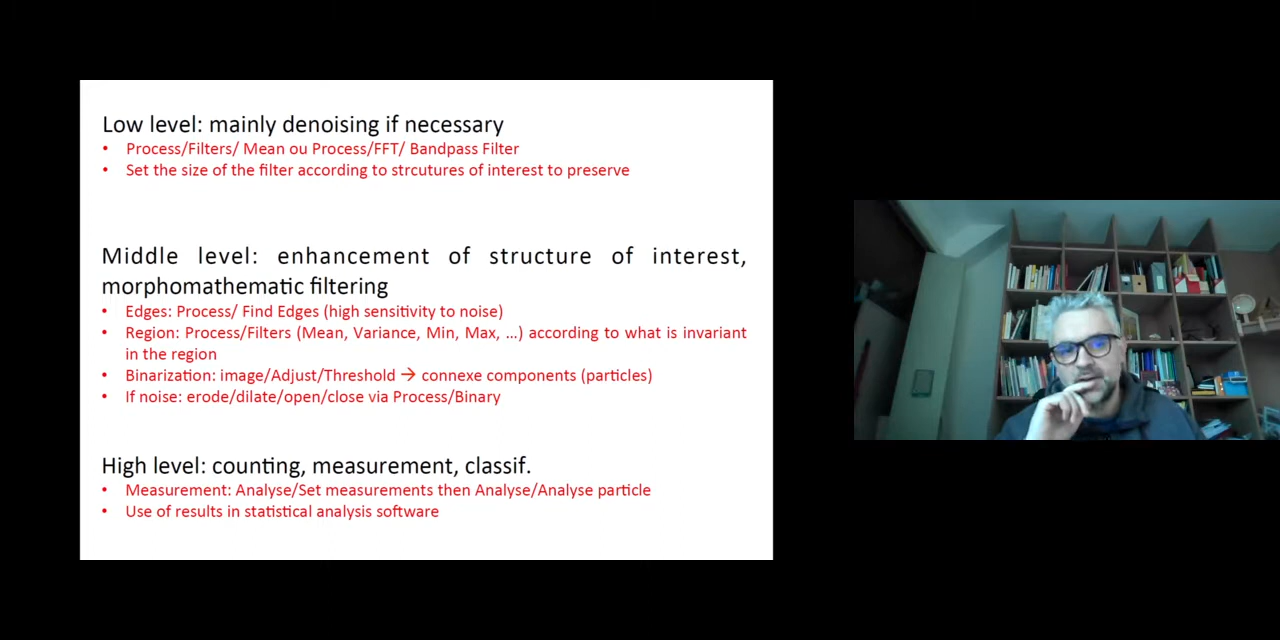 Low level: mainly denoising if necessary
• Process/Filters/ Mean ou Process/FFT/ Bandpass Filter
• Set the size of the filter according to strcutures of interest to preserve
Middle level: enhancement of structure of interest,
morphomathematic filtering
• Edges: Process/ Find Edges (high sensitivity to noise)
• Region: Process/Filters (Mean, Variance, Min, Max, ...) according to what is invariant
in the region
• Binarization: image/Adjust/Threshold → connexe components (particles)
• If noise: erode/dilate/open/close via Process/Binary
High level: counting, measurement, classif.
• Measurement: Analyse/Set measurements then Analyse/Analyse particle
• Use of results in statistical analysis software